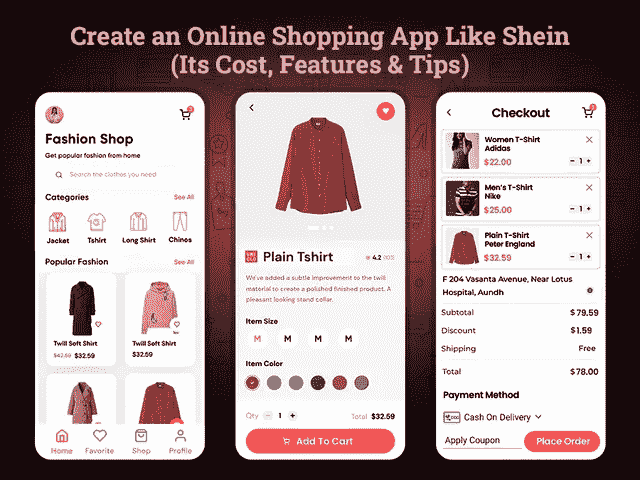 Create an Online Shopping App Like Shein
(Its Cost, Features & Tips)
Fashion Shop
Get popular fashion from home
Search the clothes you need
Categories
See All
Jacket
Tshirt
Long Shirt
Chinos
Popular Fashion
See All
Twill Soft Shirt
$32.59
Twill Soft Shirt
$32.59
Home
Favorite
Shop
Profile
Plain Tshirt
4.2
We've added a subtle improvement to the twill
material to create a polished finished product. A
pleasant looking stand collar.
Item Size
M
M
M
M
Item Color
Qty
- 1 +
Total
$32.59
Add To Cart
Checkout
Women T-Shirt
Adidas
$22.00
- 1 +
Men's T-Shirt
Nike
$25.00
- 1 +
Plain T-Shirt
Peter England
$32.59
- 1 +
F 204 Vasanta Avenue, Near Lotus
Hospital, Aundh
Subtotal
$79.59
Discount
$1.59
Shipping
Free
Total
$78.00
Payment Method
Cash On Delivery
Apply Coupon
Place Order